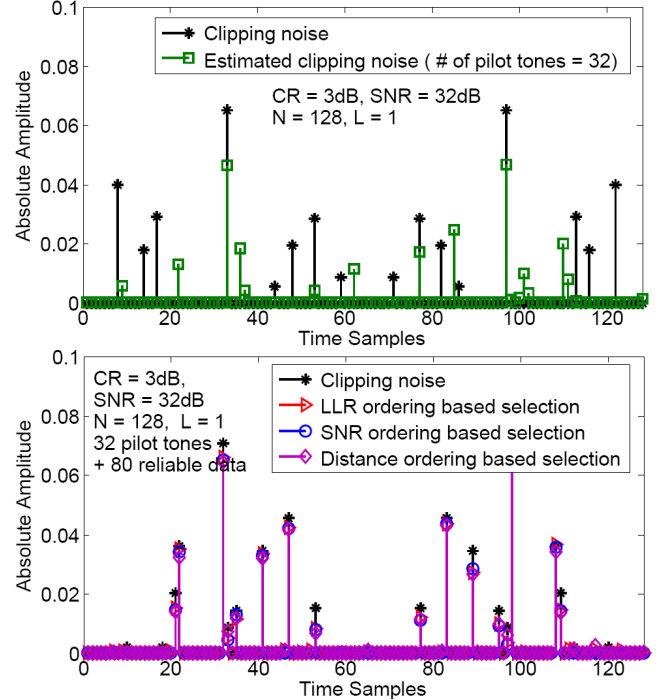 0.1
Clipping noise
Estimated clipping noise ( # of pilot tones = 32)
0.08
CR = 3dB, SNR = 32dB
N = 128, L = 1
0.06
0.04
0.02
0
Absolute Amplitude
0 20 40 60 80 100 120
Time Samples
0.1
CR = 3dB,
SNR = 32dB
N = 128, L = 1
32 pilot tones
+ 80 reliable data
Clipping noise
LLR ordering based selection
SNR ordering based selection
Distance ordering based selection
0.08
0.06
0.04
0.02
0
Absolute Amplitude
0 20 40 60 80 100 120
Time Samples